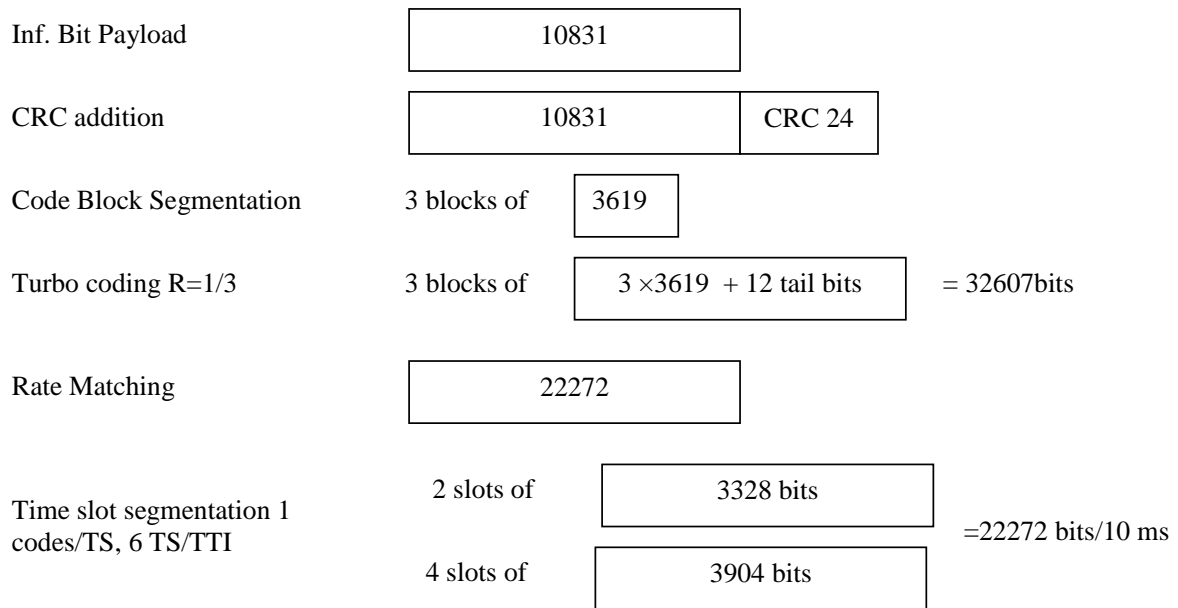 Inf. Bit Payload 10831
CRC addition 10831 CRC 24
Code Block Segmentation 3 blocks of 3619
Turbo coding R=1/3 3 blocks of 3 ×3619 + 12 tail bits = 32607bits
Rate Matching 22272
2 slots of 3328 bits
Time slot segmentation 1
codes/TS, 6 TS/TTI
=22272 bits/10 ms
4 slots of 3904 bits